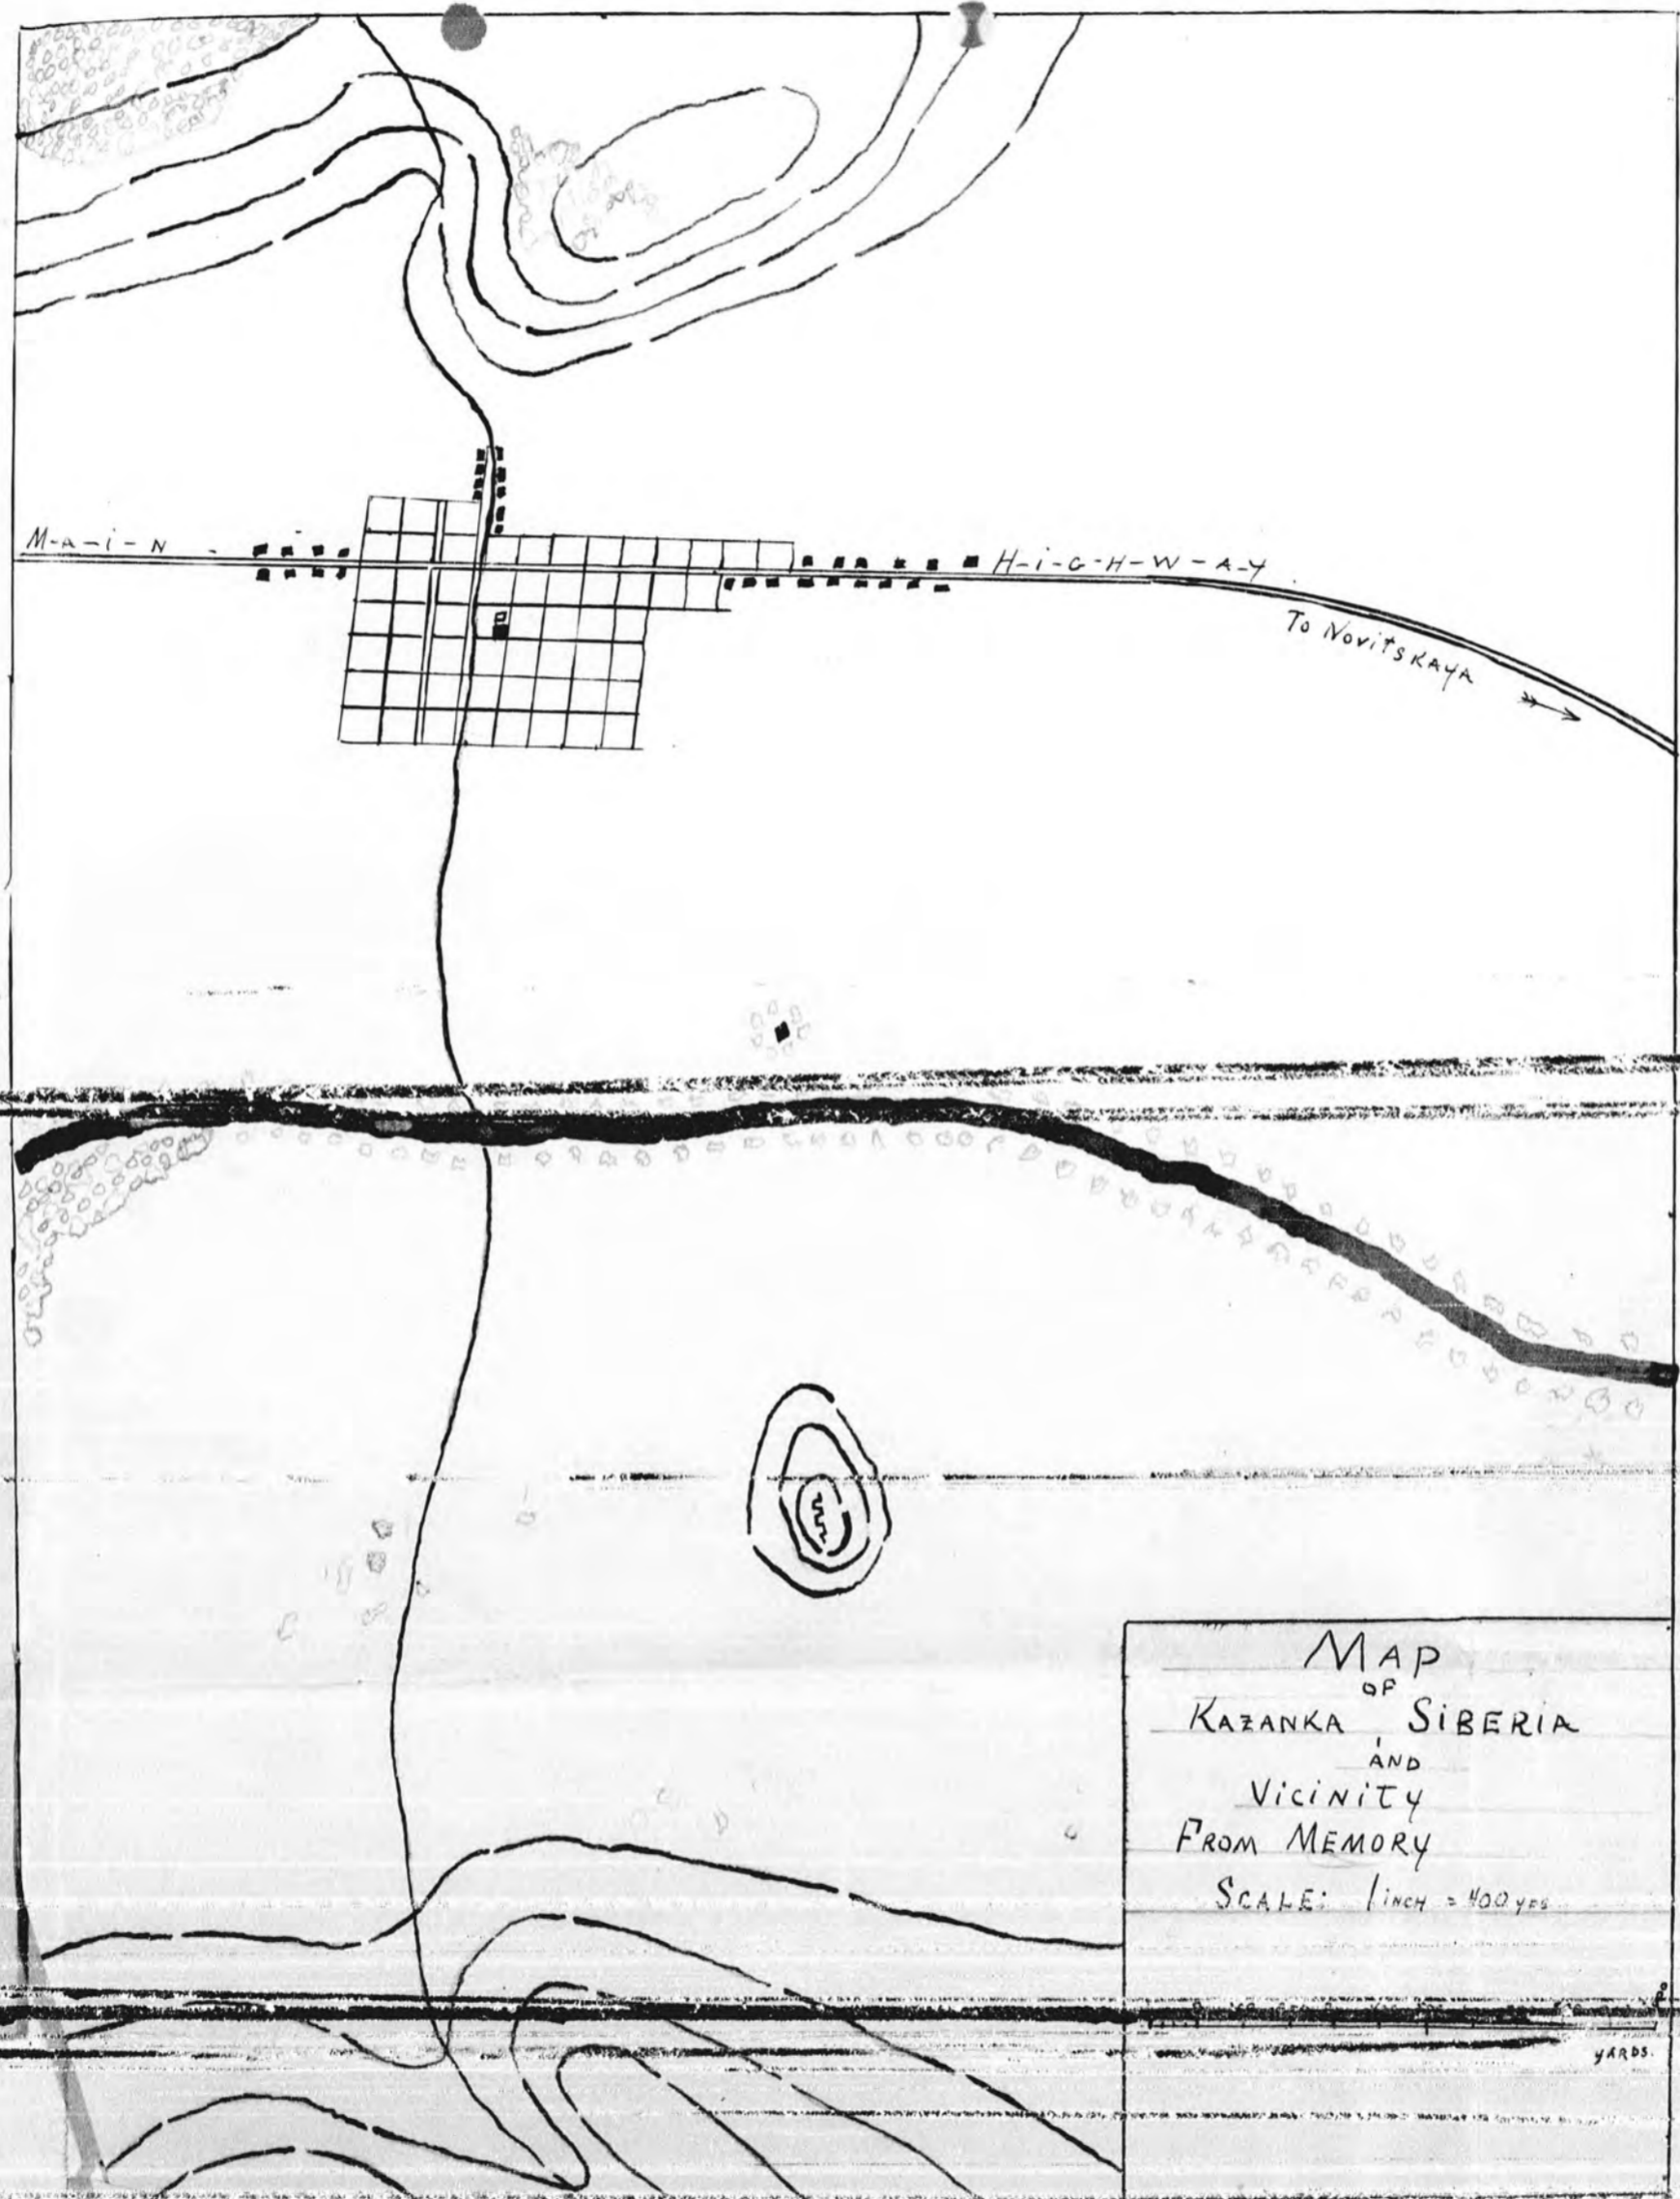 M-A-i-N
H-i-G-H-W-A-Y
To NovitsKAYA
MAP
OF
KAZANKA, SiBERiA
AND
ViciNiTY
FROM MEMORY
SCALE: 1 iNCH = 400 YDS
YARDS.